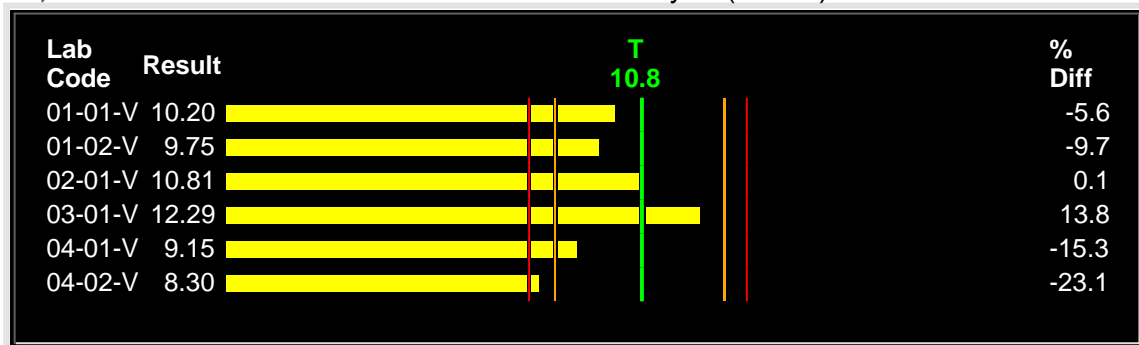 Lab Code Result T 10.8 % Diff
01-01-V 10.20 -5.6
01-02-V 9.75 -9.7
02-01-V 10.81 0.1
03-01-V 12.29 13.8
04-01-V 9.15 -15.3
04-02-V 8.30 -23.1